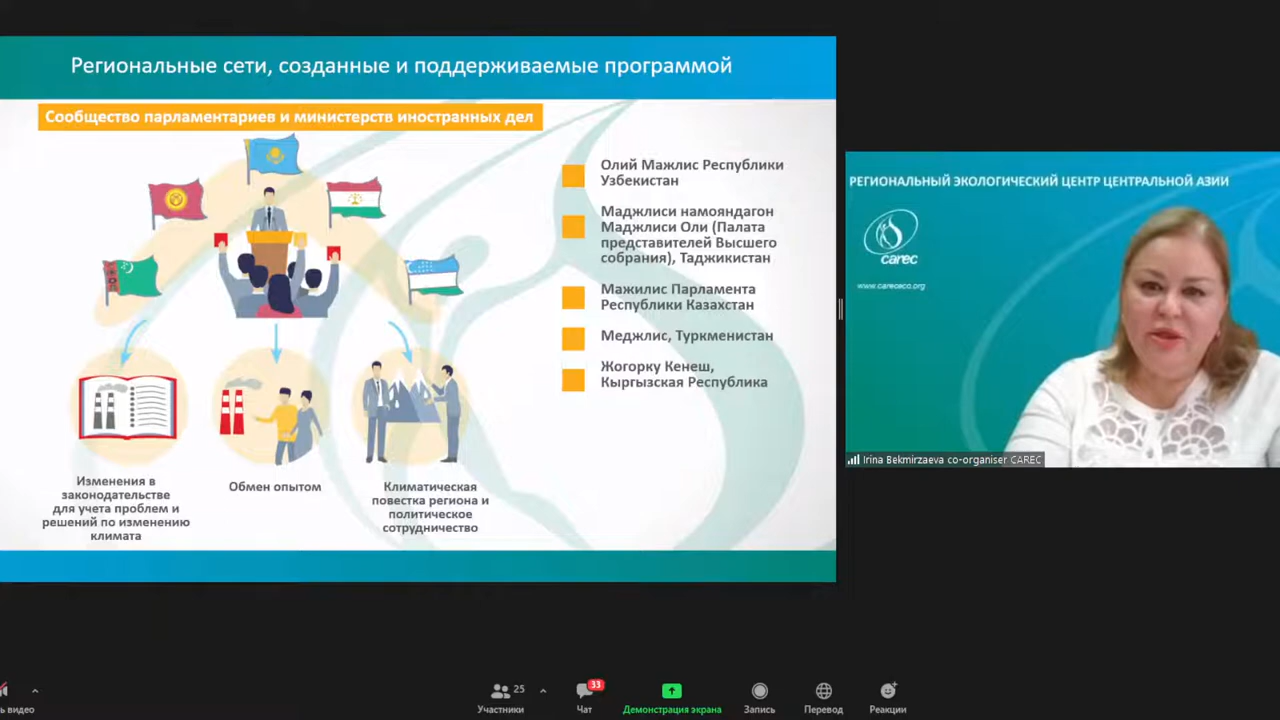 Региональные сети, созданные и поддерживаемые программой
Сообщество парламентариев и министерств иностранных дел
Олий Мажлис Республики
Узбекистан
Маджлиси намояндагон
Маджлиси Оли (Палата
представителей Высшего
собрания), Таджикистан
Мажилис Парламента
Республики Казахстан
Меджлис, Туркменистан
Жогорку Кенеш,
Кыргызская Республика
Изменения в
законодательстве
для учета проблем и
решений по изменению
климата
Обмен опытом
Климатическая
повестка региона и
политическое
сотрудничество
РЕГИОНАЛЬНЫЙ ЭКОЛОГИЧЕСКИЙ ЦЕНТР ЦЕНТРАЛЬНОЙ АЗИИ
carec
www.carececo.org
Irina Bekmirzaeva co-organiser CAREC
ь видео
25
Участники
33
Чат
Демонстрация экрана
Запись
Перевод
Реакции